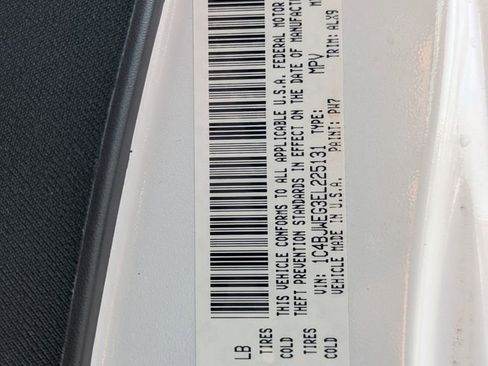 LB
TIRES
COLD
THIS VEHICLE CONFORMS TO ALL APPLICABLE U.S.A. FEDERAL MOTOR
THEFT PREVENTION STANDARDS IN EFFECT ON THE DATE OF MANUFACT
VIN: 1C4BJWEG3EL225131 TYPE: MPV
VEHICLE MADE IN U.S.A. PAINT: PW7 TRIM: ALX9
TIRES
COLD